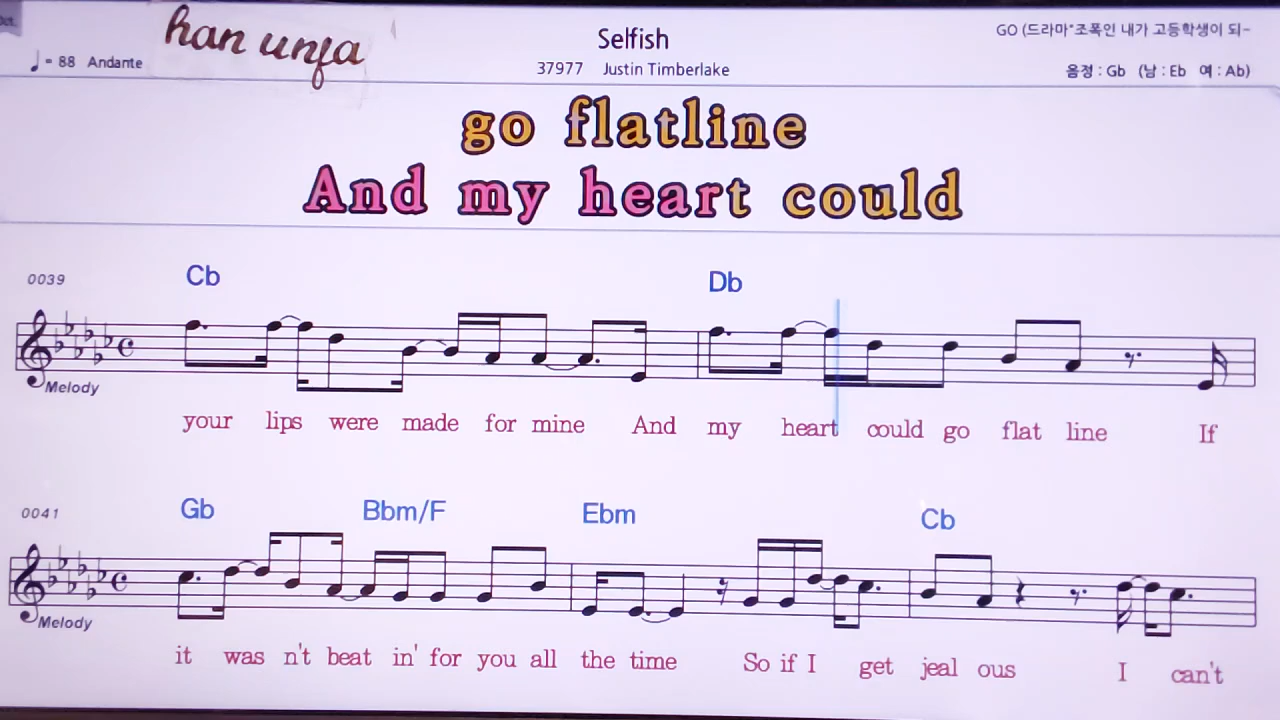 han unfa
Selfish
GO (드라마"조폭인 내가 고등학생이 되~
♩= 88 Andante
37977 Justin Timberlake
음정 : Gb (남 : Eb 여 : Ab)
go flatline
And my heart could
0039
Cb Db
Melody
your lips were made for mine And my heart could go flat line If
0041
Gb Bbm/F Ebm Cb
Melody
it was n't beat in' for you all the time So if I get jeal ous I can't